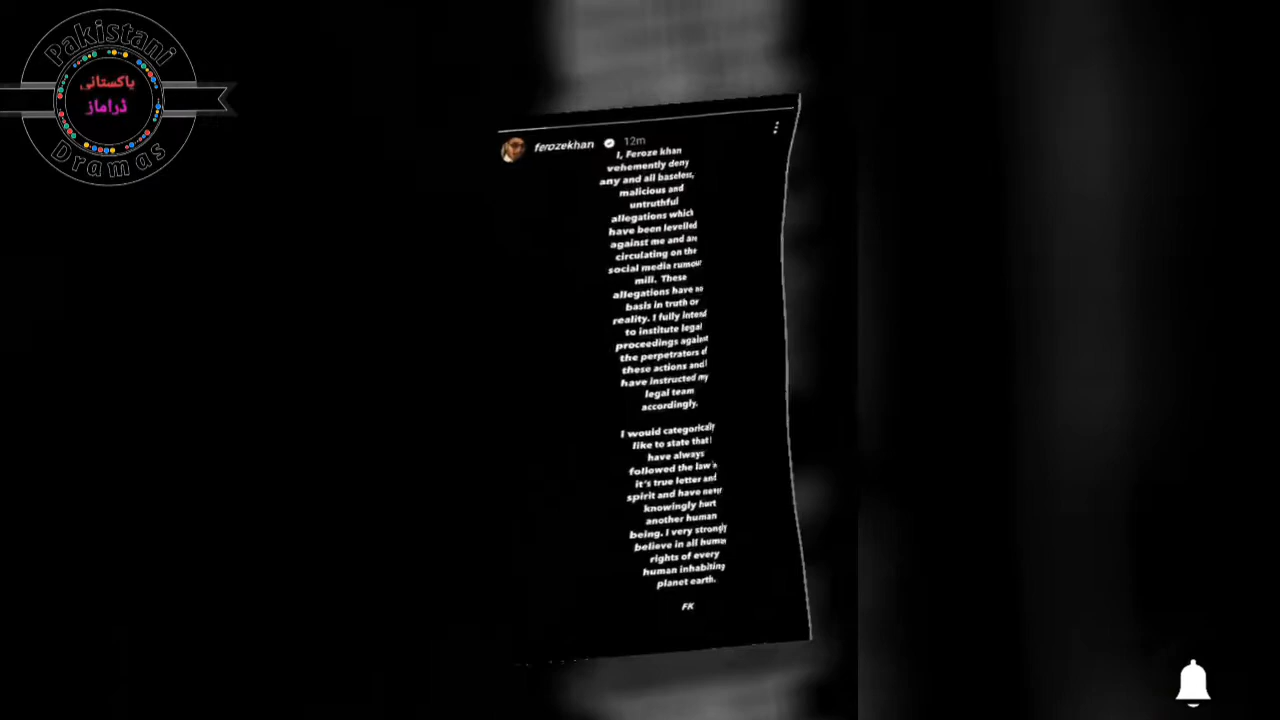 Pakistani
پاکستانی
ڈراماز
Dramas
ferozekhan 12m
I, Feroze khan
vehemently deny
any and all baseless,
malicious and
untruthful
allegations which
have been levelled
against me and are
circulating on the
social media rumour
mill. These
allegations have no
basis in truth or
reality. I fully intend
to institute legal
proceedings against
the perpetrators of
these actions and I
have instructed my
legal team
accordingly.
I would categorically
like to state that I
have always
followed the law in
it's true letter and
spirit and have never
knowingly hurt
another human
being. I very strongly
believe in all human
rights of every
human inhabiting
planet earth.
FK